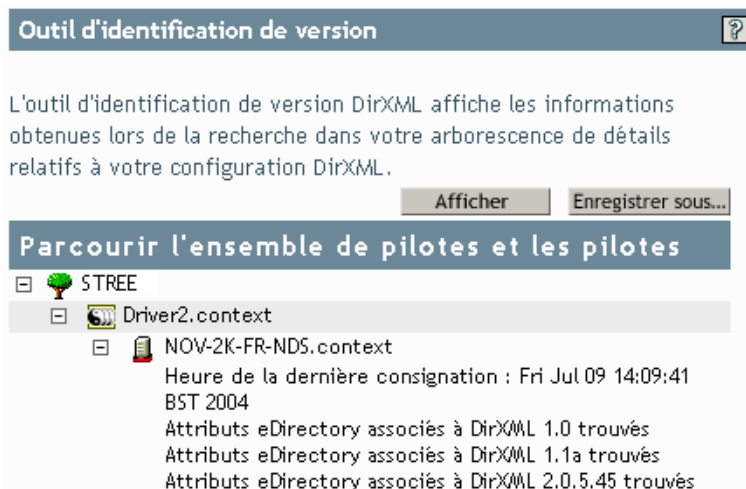 Outil d'identification de version
?
L'outil d'identification de version DirXML affiche les informations
obtenues lors de la recherche dans votre arborescence de détails
relatifs à votre configuration DirXML.
Afficher Enregistrer sous...
Parcourir l'ensemble de pilotes et les pilotes
STREE
Driver2.context
NOV-2K-FR-NDS.context
Heure de la dernière consignation : Fri Jul 09 14:09:41
BST 2004
Attributs eDirectory associés à DirXML 1.0 trouvés
Attributs eDirectory associés à DirXML 1.1a trouvés
Attributs eDirectory associés à DirXML 2.0.5.45 trouvés